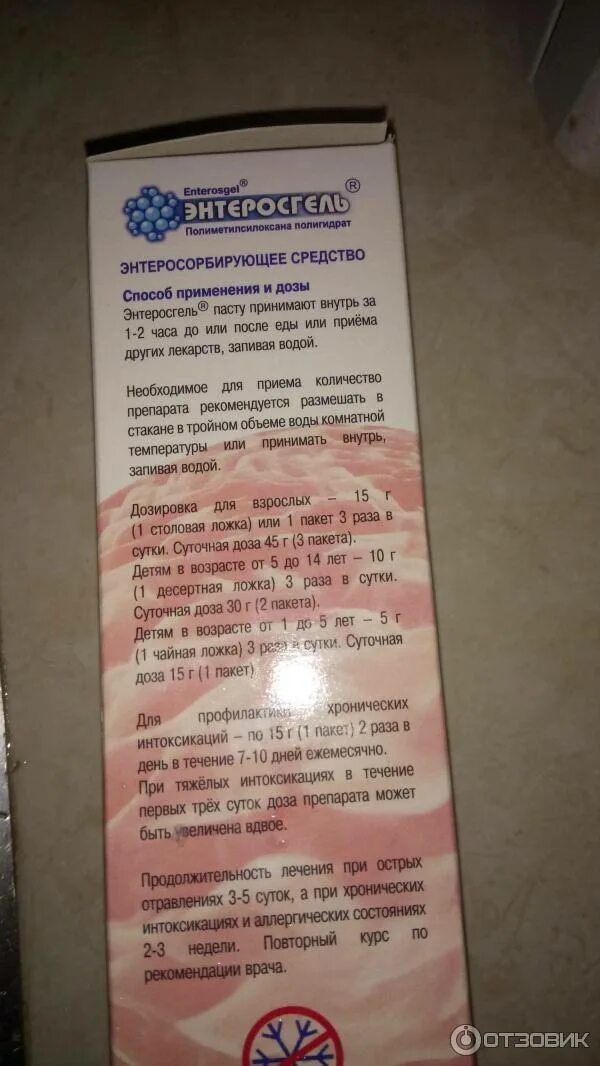 Enterosgel®
ЭНТЕРОСГЕЛЬ®
Полиметилсилоксана полигидрат
ЭНТЕРОСОРБИРУЮЩЕЕ СРЕДСТВО
Способ применения и дозы
Энтеросгель® пасту принимают внутрь за
1-2 часа до или после еды или приёма
других лекарств, запивая водой.
Необходимое для приема количество
препарата рекомендуется размешать в
стакане в тройном объеме воды комнатной
температуры или принимать внутрь,
запивая водой.
Дозировка для взрослых – 15 г
(1 столовая ложка) или 1 пакет 3 раза в
сутки. Суточная доза 45 г (3 пакета).
Детям в возрасте от 5 до 14 лет – 10 г
(1 десертная ложка) 3 раза в сутки.
Суточная доза 30 г (2 пакета).
Детям в возрасте от 1 до 5 лет – 5 г
(1 чайная ложка) 3 раза в сутки. Суточная
доза 15 г (1 пакет)
Для профилактики хронических
интоксикаций – по 15 г (1 пакет) 2 раза в
день в течение 7-10 дней ежемесячно.
При тяжёлых интоксикациях в течение
первых трёх суток доза препарата может
быть увеличена вдвое.
Продолжительность лечения при острых
отравлениях 3-5 суток, а при хронических
интоксикациях и аллергических состояниях
2-3 недели. Повторный курс по
рекомендации врача.
ОТЗОВИК